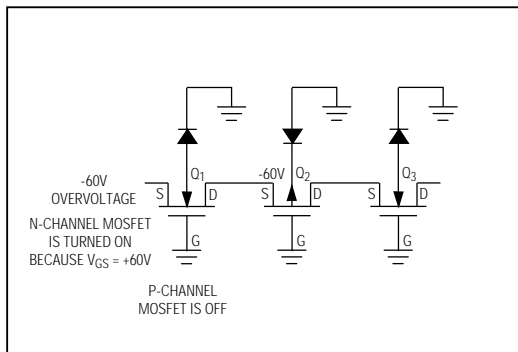 Q1
-60V
Q2
Q3
-60V
OVERVOLTAGE
S
D
S
D
S
D
N-CHANNEL MOSFET
IS TURNED ON
BECAUSE VGS = +60V
G
G
G
P-CHANNEL
MOSFET IS OFF